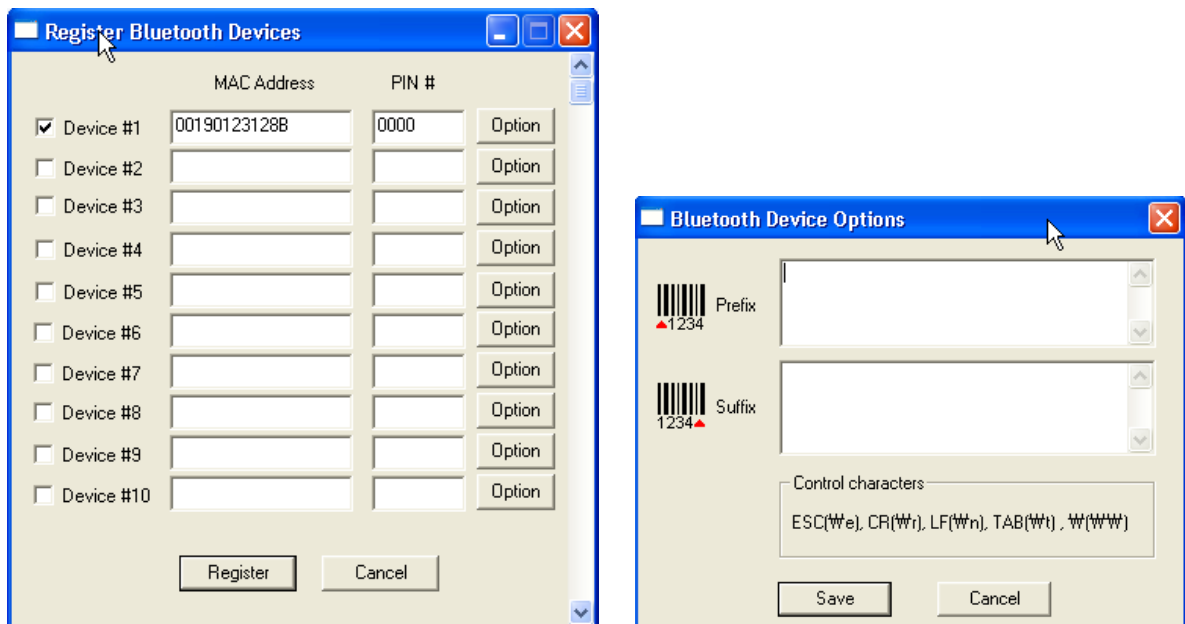 Register Bluetooth Devices
MAC Address PIN #
Device #1 00190123128B 0000 Option
Device #2 Option
Device #3 Option
Device #4 Option
Device #5 Option
Device #6 Option
Device #7 Option
Device #8 Option
Device #9 Option
Device #10 Option
Register Cancel
Bluetooth Device Options
1234 Prefix
1234 Suffix
Control characters
ESC(₩e), CR(₩r), LF(₩n), TAB(₩t) , ₩(₩₩)
Save Cancel